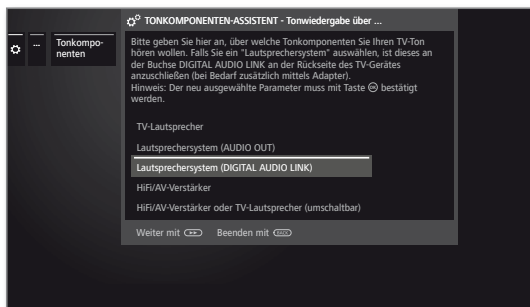 TONKOMPONENTEN-ASSISTENT - Tonwiedergabe über ...
...
Tonkompo-
nenten
Bitte geben Sie hier an, über welche Tonkomponenten Sie Ihren TV-Ton
hören wollen. Falls Sie ein "Lautsprechersystem" auswählen, ist dieses an
der Buchse DIGITAL AUDIO LINK an der Rückseite des TV-Gerätes
anzuschließen (bei Bedarf zusätzlich mittels Adapter).
Hinweis: Der neu ausgewählte Parameter muss mit Taste OK bestätigt
werden.
TV-Lautsprecher
Lautsprechersystem (AUDIO OUT)
Lautsprechersystem (DIGITAL AUDIO LINK)
HiFi/AV-Verstärker
HiFi/AV-Verstärker oder TV-Lautsprecher (umschaltbar)
Weiter mit Beenden mit BACK